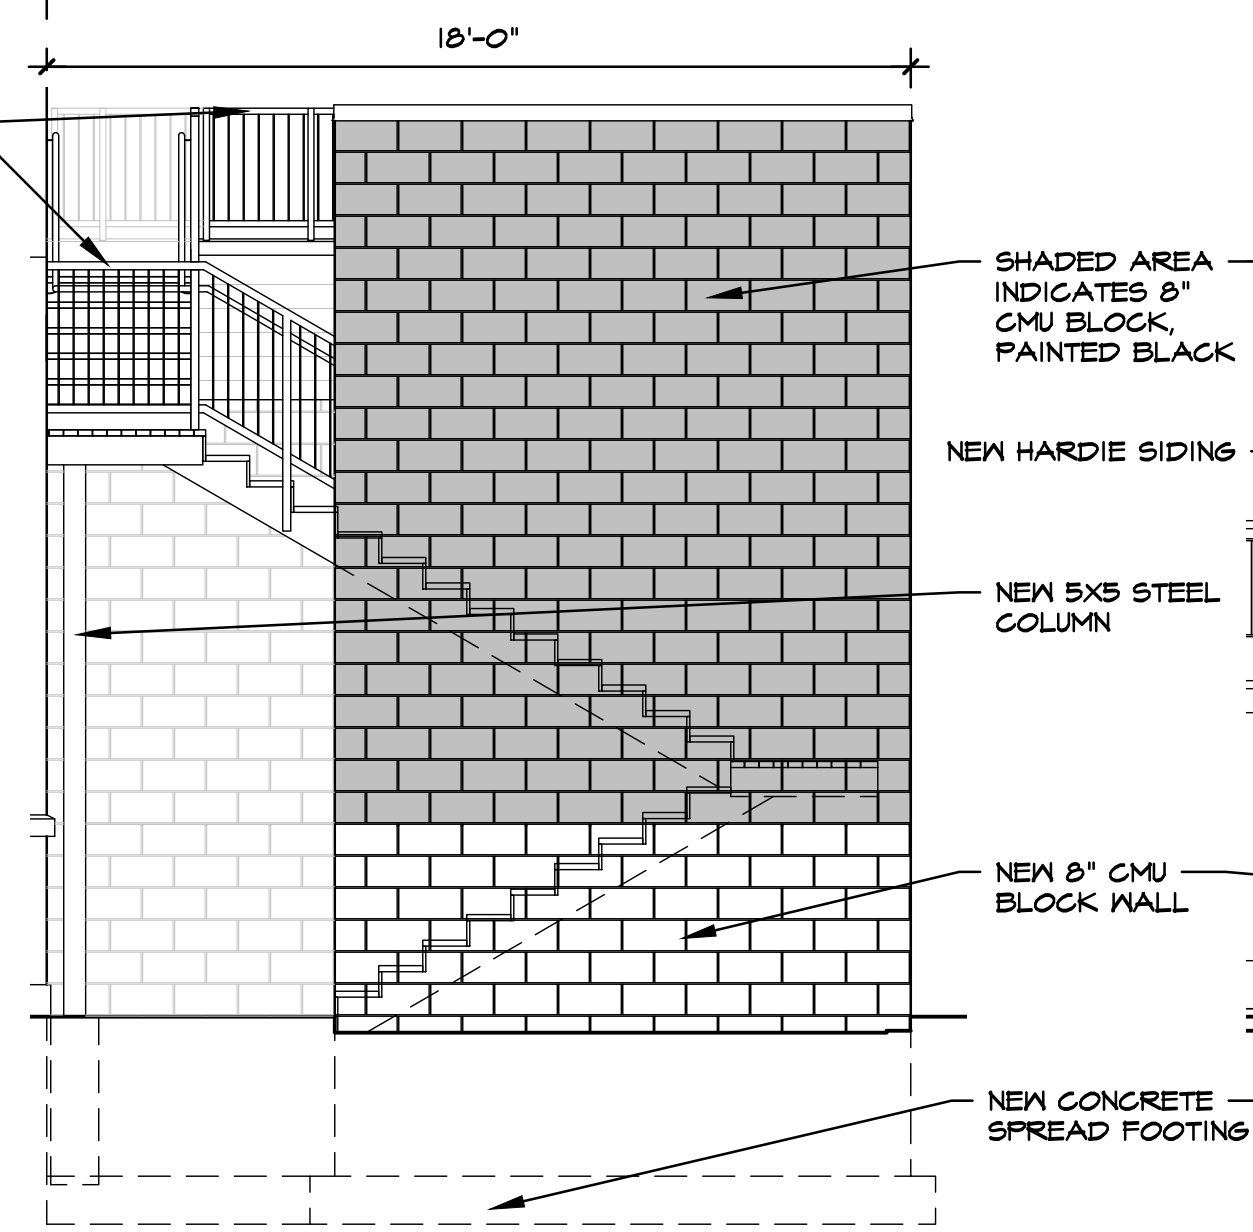 18'-0"
SHADED AREA
INDICATES 8"
CMU BLOCK,
PAINTED BLACK
NEW HARDIE SIDING
NEW 5X5 STEEL
COLUMN
NEW 8" CMU
BLOCK WALL
NEW CONCRETE
SPREAD FOOTING